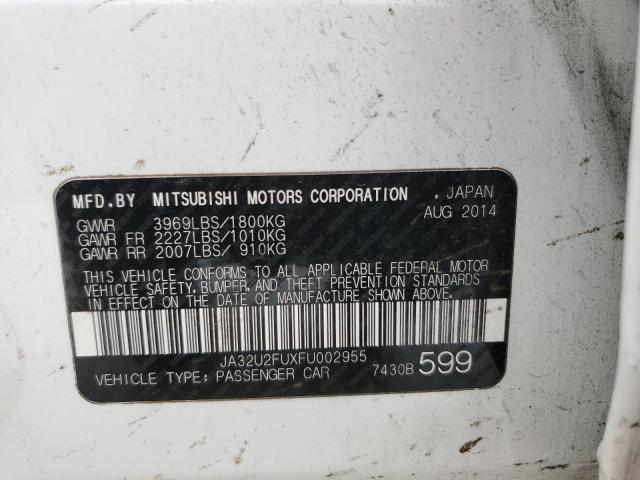 MFD.BY MITSUBISHI MOTORS CORPORATION , JAPAN
AUG 2014
GVWR 3969LBS/1800KG
GAWR FR 2227LBS/1010KG
GAWR RR 2007LBS/ 910KG
THIS VEHICLE CONFORMS TO ALL APPLICABLE FEDERAL MOTOR
VEHICLE SAFETY, BUMPER, AND THEFT PREVENTION STANDARDS
IN EFFECT ON THE DATE OF MANUFACTURE SHOWN ABOVE.
JA32U2FUXFU002955
VEHICLE TYPE: PASSENGER CAR 7430B 599